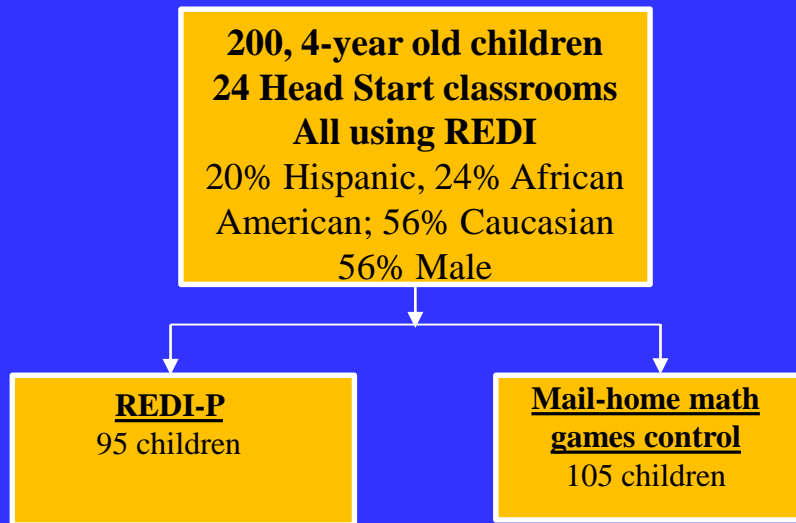 200, 4-year old children
24 Head Start classrooms
All using REDI
20% Hispanic, 24% African
American; 56% Caucasian
56% Male
REDI-P
95 children
Mail-home math
games control
105 children